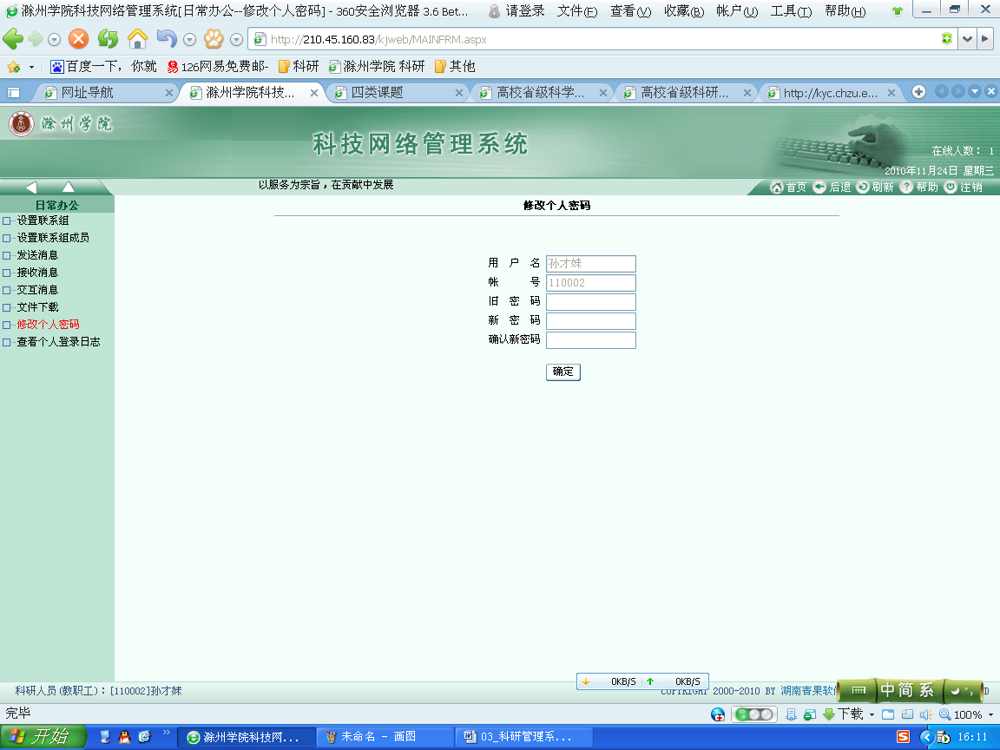 滁州学院科技网络管理系统[日常办公--修改个人密码] - 360安全浏览器 3.6 Bet... 请登录 文件(F) 查看(V) 收藏(B) 帐户(U) 工具(T) 帮助(H)
http://210.45.160.83/kjweb/MAINFRM.aspx
百度一下，你就 126网易免费邮- 科研 滁州学院 科研 其他
网址导航 滁州学院科技... 四类课题 高校省级科学... 高校省级科研... http://kyc.chzu.e...
滁州学院
科技网络管理系统
在线人数： 1
2010年11月24日 星期三
以服务为宗旨，在贡献中发展
首页 后退 刷新 帮助 注销
日常办公
修改个人密码
设置联系组
设置联系组成员
发送消息
接收消息
交互消息
文件下载
修改个人密码
查看个人登录日志
用 户 名 孙才妹
帐 号 110002
旧 密 码
新 密 码
确认新密码
确定
0KB/S 0KB/S
科研人员(教职工)：[110002]孙才妹
COPYRIGHT 2000-2010 BY 湖南青果软件
中 简 系
完毕
下载 100%
开始 滁州学院科技网... 未命名 - 画图 03_科研管理系... 16:11